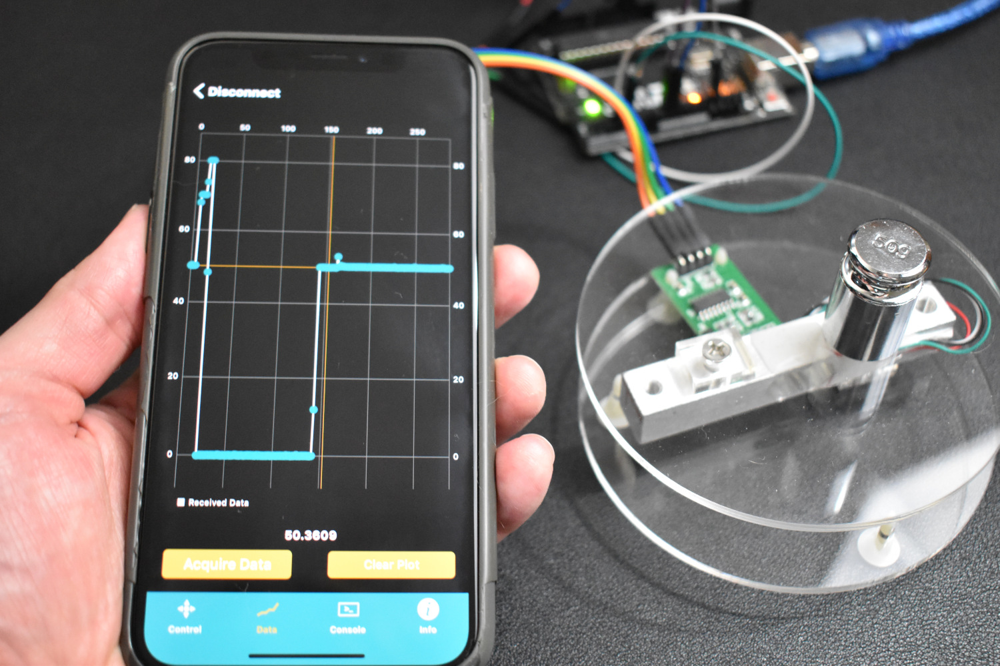 Disconnect
0 50 100 150 200 250
80 80
60 60
40 40
20 20
0 0
Received Data
50.3609
Acquire Data Clear Plot
Control Data Console Info
50g